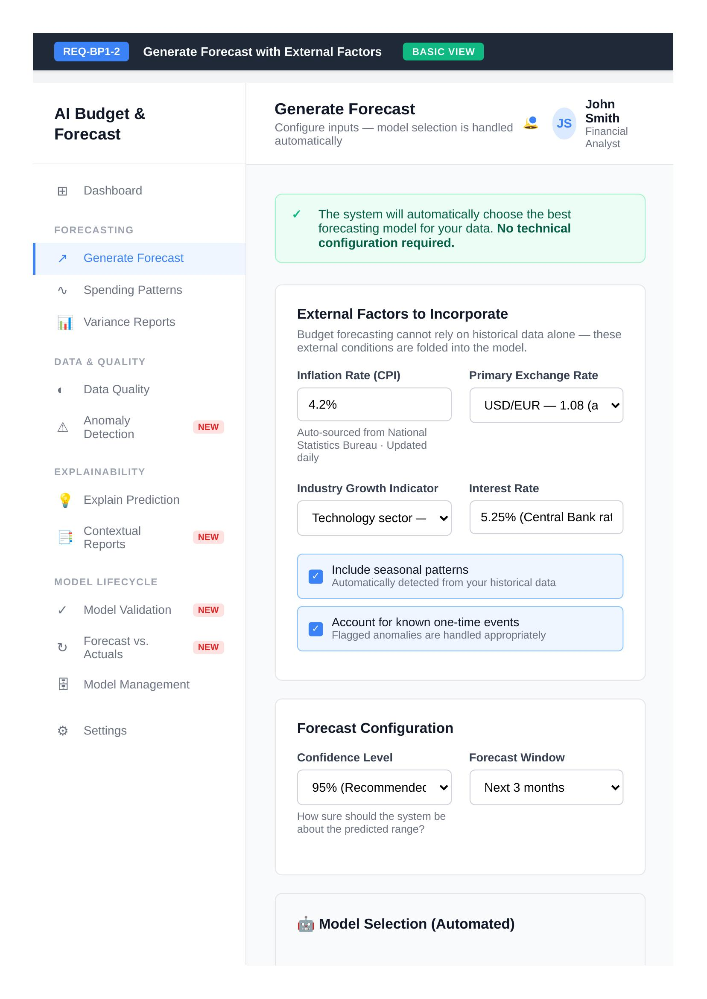 REQ-BP1-2 Generate Forecast with External Factors BASIC VIEW
AI Budget &
Forecast
Dashboard
FORECASTING
Generate Forecast
Spending Patterns
Variance Reports
DATA & QUALITY
Data Quality
Anomaly
Detection
NEW
EXPLAINABILITY
Explain Prediction
Contextual
Reports
NEW
MODEL LIFECYCLE
Model Validation NEW
Forecast vs.
Actuals
NEW
Model Management
Settings
Generate Forecast
Configure inputs — model selection is handled
automatically
JS
John
Smith
Financial
Analyst
The system will automatically choose the best
forecasting model for your data. No technical
configuration required.
External Factors to Incorporate
Budget forecasting cannot rely on historical data alone — these
external conditions are folded into the model.
Inflation Rate (CPI)
4.2%
Auto-sourced from National
Statistics Bureau · Updated
daily
Primary Exchange Rate
USD/EUR — 1.08 (a
Industry Growth Indicator
Technology sector —
Interest Rate
5.25% (Central Bank rat
Include seasonal patterns
Automatically detected from your historical data
Account for known one-time events
Flagged anomalies are handled appropriately
Forecast Configuration
Confidence Level
95% (Recommended
How sure should the system be
about the predicted range?
Forecast Window
Next 3 months
Model Selection (Automated)